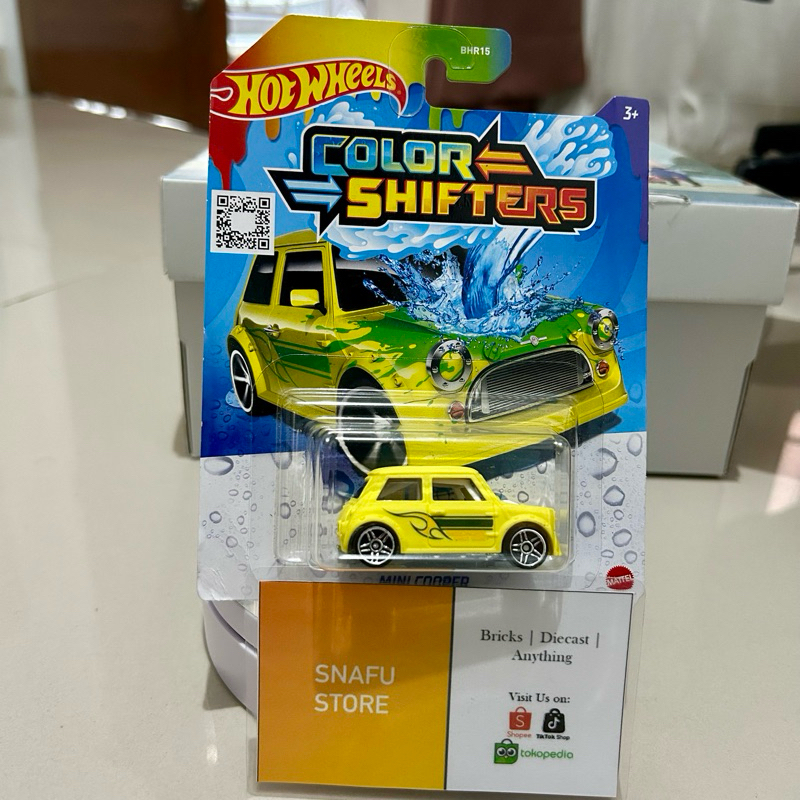 BHR15
HOT WHEELS
3+
COLOR
SHIFTERS
MINI COOPER
MATTEL
SNAFU
STORE
Bricks | Diecast |
Anything
Visit Us on:
Shopee
TikTok Shop
tokopedia